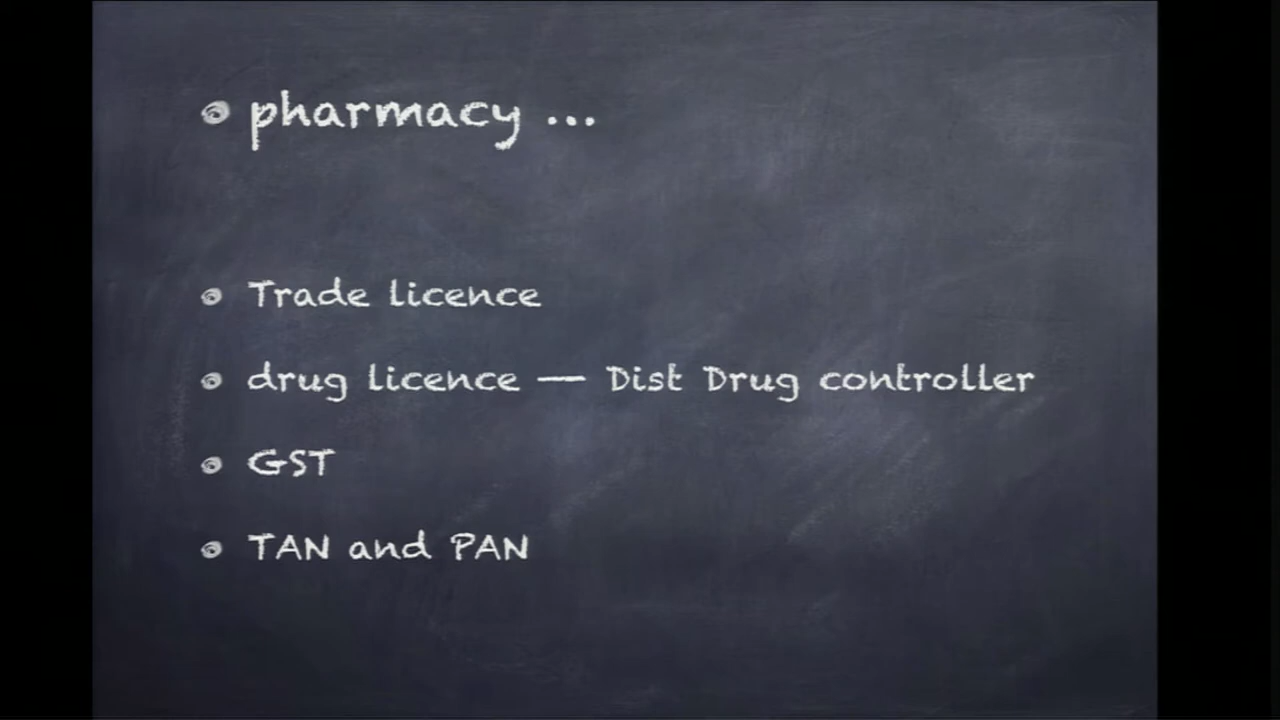 pharmacy ...
Trade licence
drug licence — Dist Drug controller
GST
TAN and PAN